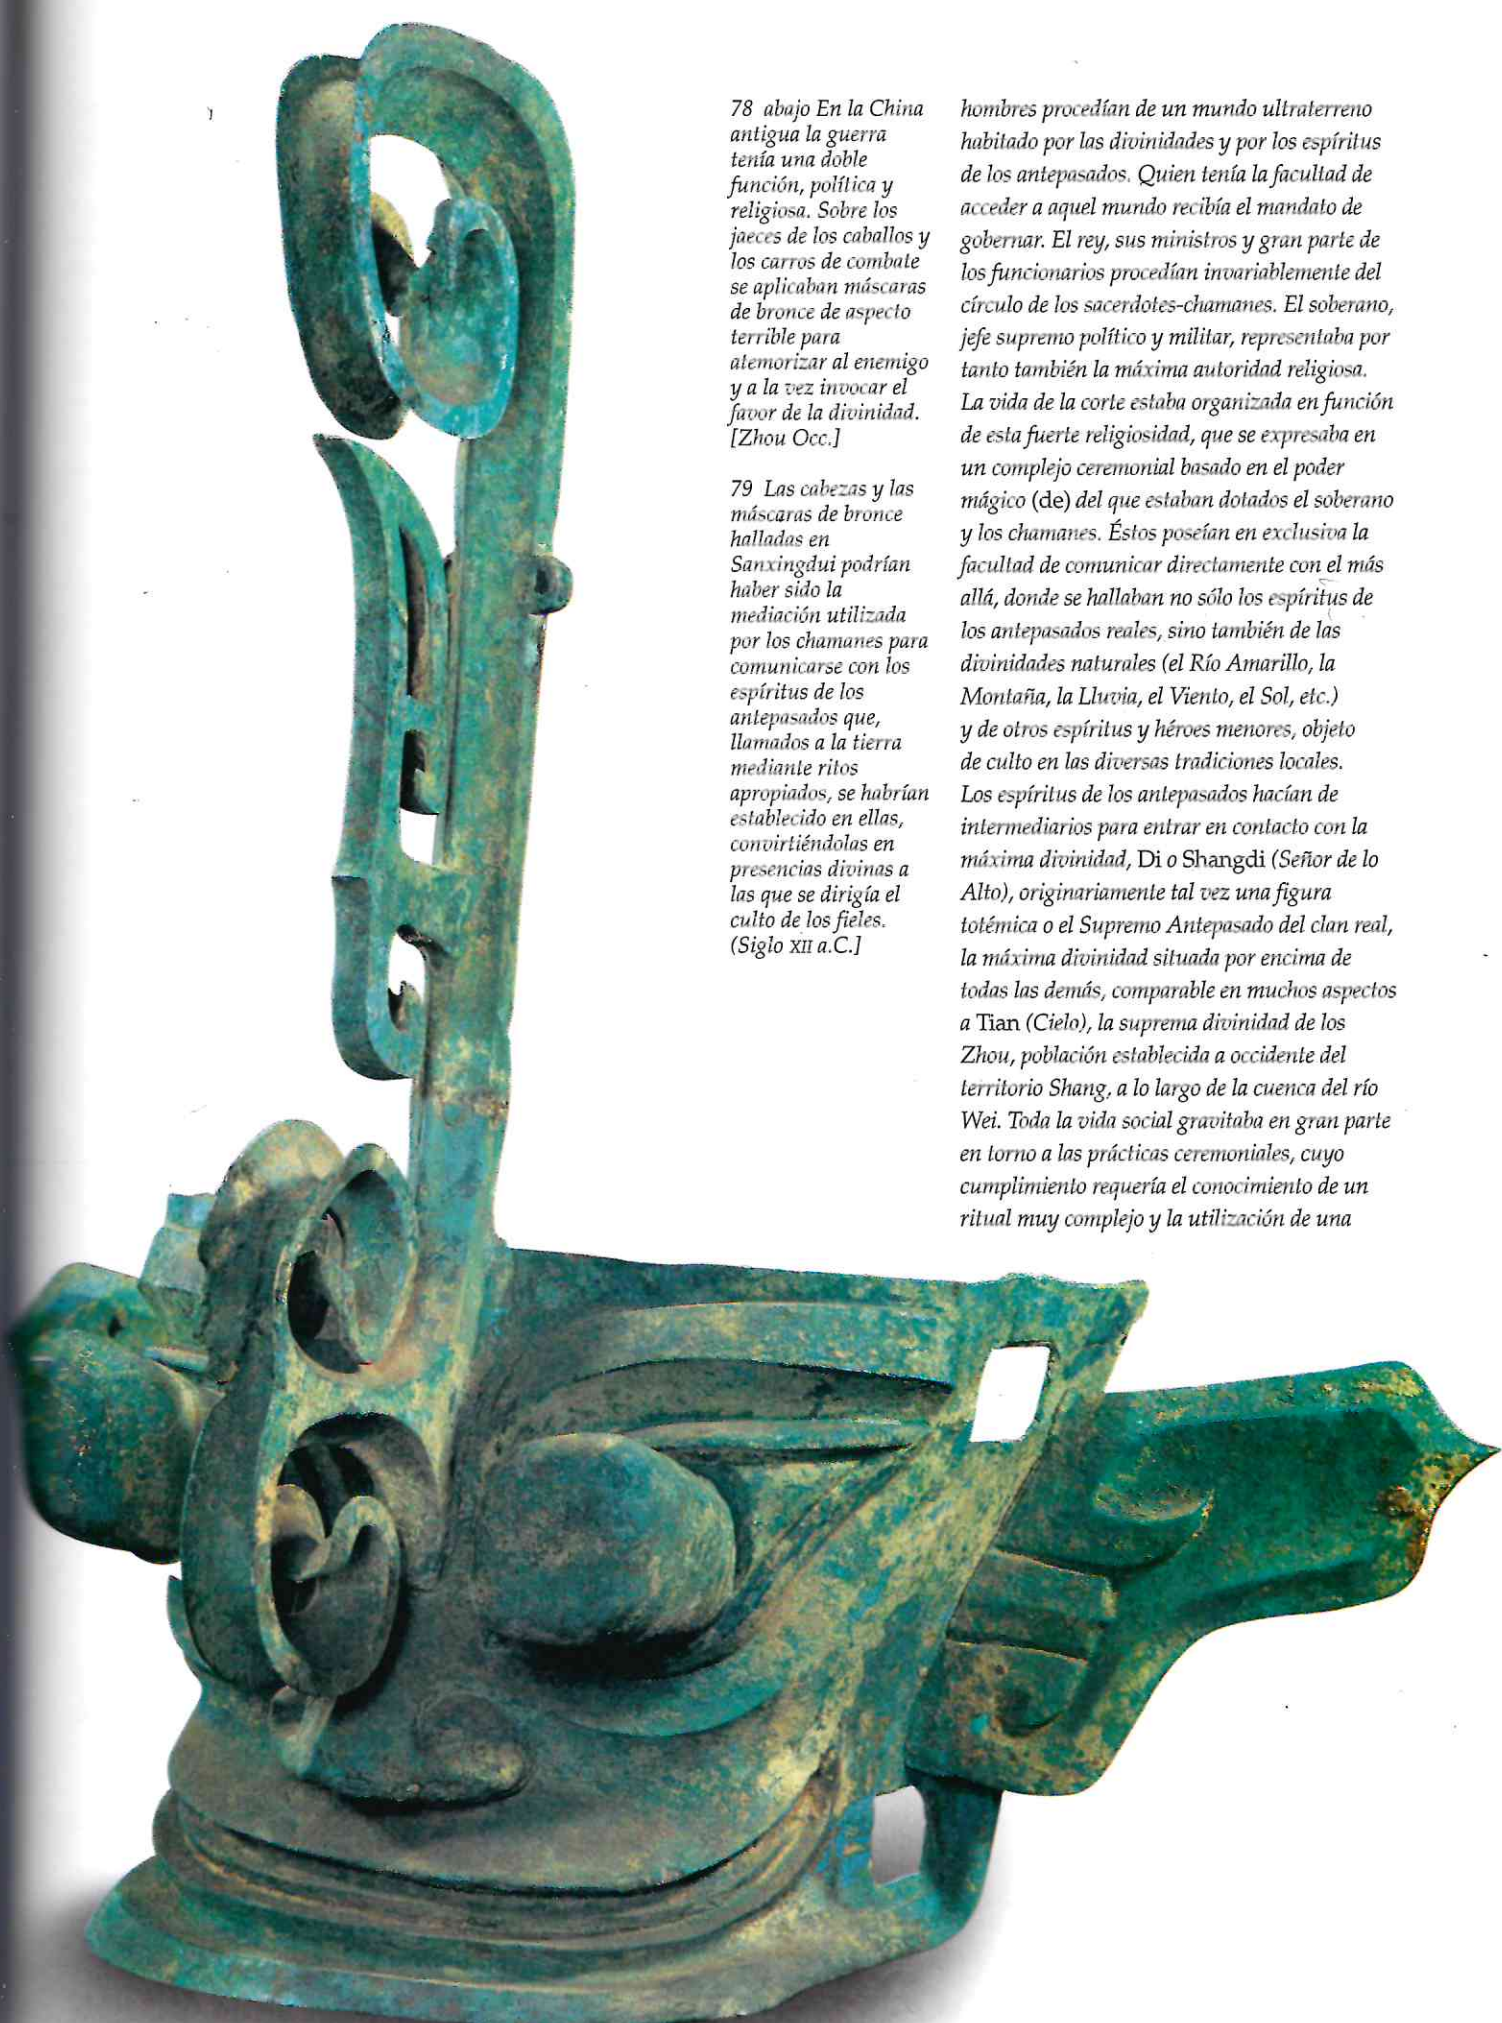 78 abajo En la China
antigua la guerra
tenía una doble
función, política y
religiosa. Sobre los
jaeces de los caballos y
los carros de combate
se aplicaban máscaras
de bronce de aspecto
terrible para
atemorizar al enemigo
y a la vez invocar el
favor de la divinidad.
[Zhou Occ.]
79 Las cabezas y las
máscaras de bronce
halladas en
Sanxingdui podrían
haber sido la
mediación utilizada
por los chamanes para
comunicarse con los
espíritus de los
antepasados que,
llamados a la tierra
mediante ritos
apropiados, se habrían
establecido en ellas,
convirtiéndolas en
presencias divinas a
las que se dirigía el
culto de los fieles.
(Siglo XII a.C.]
hombres procedían de un mundo ultraterreno
habitado por las divinidades y por los espíritus
de los antepasados. Quien tenía la facultad de
acceder a aquel mundo recibía el mandato de
gobernar. El rey, sus ministros y gran parte de
los funcionarios procedían invariablemente del
círculo de los sacerdotes-chamanes. El soberano,
jefe supremo político y militar, representaba por
tanto también la máxima autoridad religiosa.
La vida de la corte estaba organizada en función
de esta fuerte religiosidad, que se expresaba en
un complejo ceremonial basado en el poder
mágico (de) del que estaban dotados el soberano
y los chamanes. Éstos poseían en exclusiva la
facultad de comunicar directamente con el más
allá, donde se hallaban no sólo los espíritus de
los antepasados reales, sino también de las
divinidades naturales (el Río Amarillo, la
Montaña, la Lluvia, el Viento, el Sol, etc.)
y de otros espíritus y héroes menores, objeto
de culto en las diversas tradiciones locales.
Los espíritus de los antepasados hacían de
intermediarios para entrar en contacto con la
máxima divinidad, Di o Shangdi (Señor de lo
Alto), originariamente tal vez una figura
totémica o el Supremo Antepasado del clan real,
la máxima divinidad situada por encima de
todas las demás, comparable en muchos aspectos
a Tian (Cielo), la suprema divinidad de los
Zhou, población establecida a occidente del
territorio Shang, a lo largo de la cuenca del río
Wei. Toda la vida social gravitaba en gran parte
en torno a las prácticas ceremoniales, cuyo
cumplimiento requería el conocimiento de un
ritual muy complejo y la utilización de una